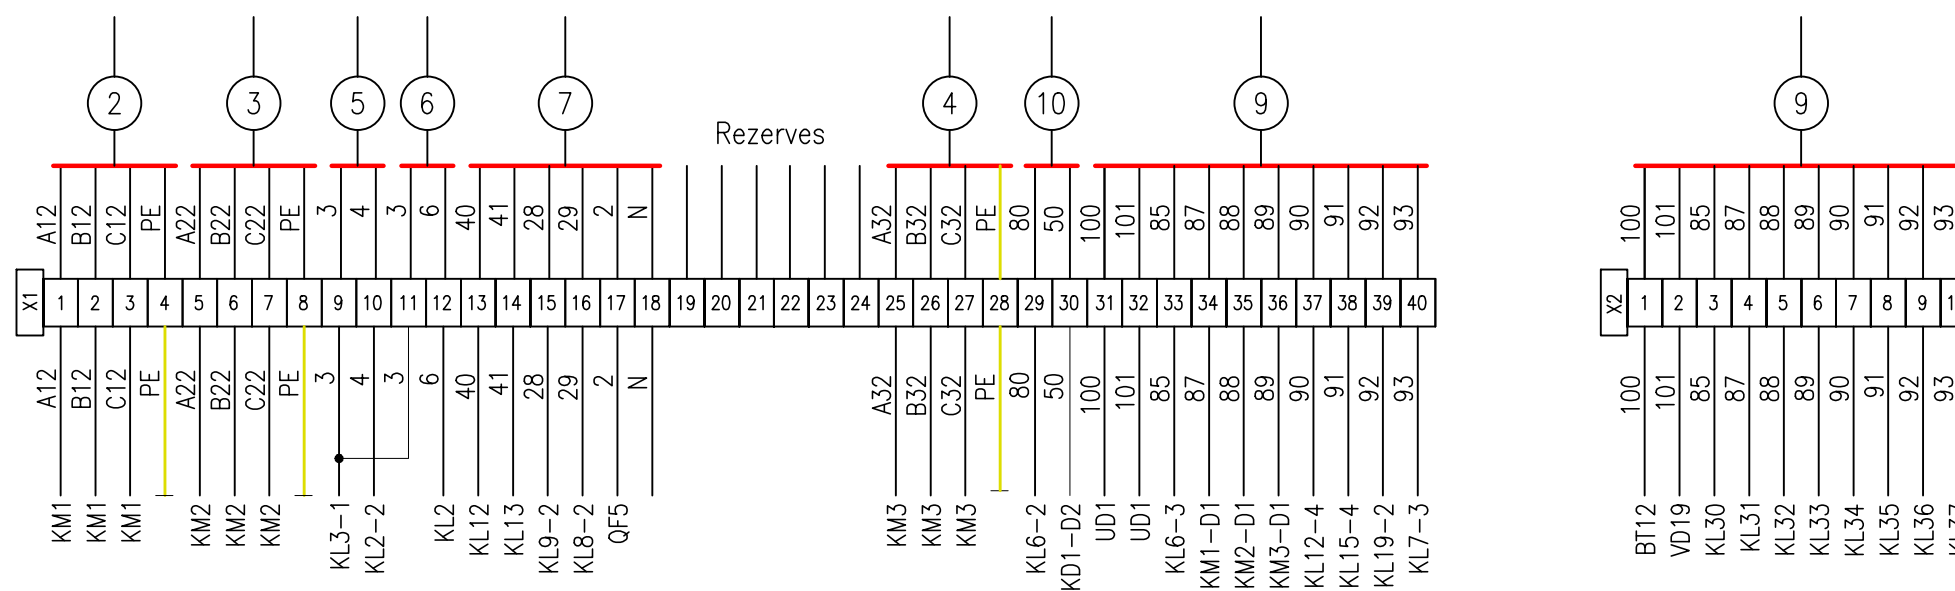 2 3 5 6 7 4 10 9 9
Rezerves
A12 B12 C12 PE A22 B22 C22 PE 3 4 3 6 40 41 28 29 2 N A32 B32 C32 PE 80 50 100 101 85 87 88 89 90 91 92 93 100 101 85 87 88 89 90 91 92 93
X1 1 2 3 4 5 6 7 8 9 10 11 12 13 14 15 16 17 18 19 20 21 22 23 24 25 26 27 28 29 30 31 32 33 34 35 36 37 38 39 40 X2 1 2 3 4 5 6 7 8 9
A12 B12 C12 PE A22 B22 C22 PE 3 4 3 6 40 41 28 29 2 N A32 B32 C32 PE 80 50 100 101 85 87 88 89 90 91 92 93 100 101 85 87 88 89 90 91 92 93
KM1 KM1 KM1 KM2 KM2 KM2 KL3-1 KL2-2 KL2 KL12 KL13 KL9-2 KL8-2 QF5 KM3 KM3 KM3 KL6-2 KD1-D2 UD1 UD1 KL6-3 KM1-D1 KM2-D1 KM3-D1 KL12-4 KL15-4 KL19-2 KL7-3 BT12 VD19 KL30 KL31 KL32 KL33 KL34 KL35 KL36